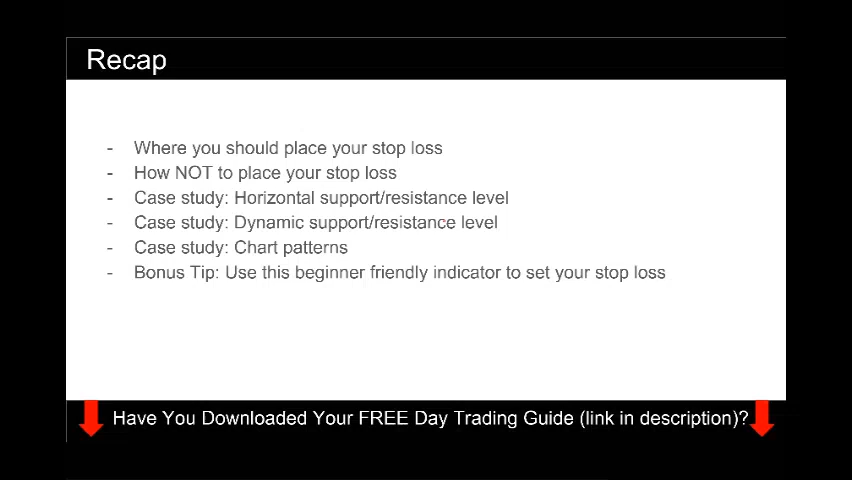 Recap
- Where you should place your stop loss
- How NOT to place your stop loss
- Case study: Horizontal support/resistance level
- Case study: Dynamic support/resistance level
- Case study: Chart patterns
- Bonus Tip: Use this beginner friendly indicator to set your stop loss
Have You Downloaded Your FREE Day Trading Guide (link in description)?